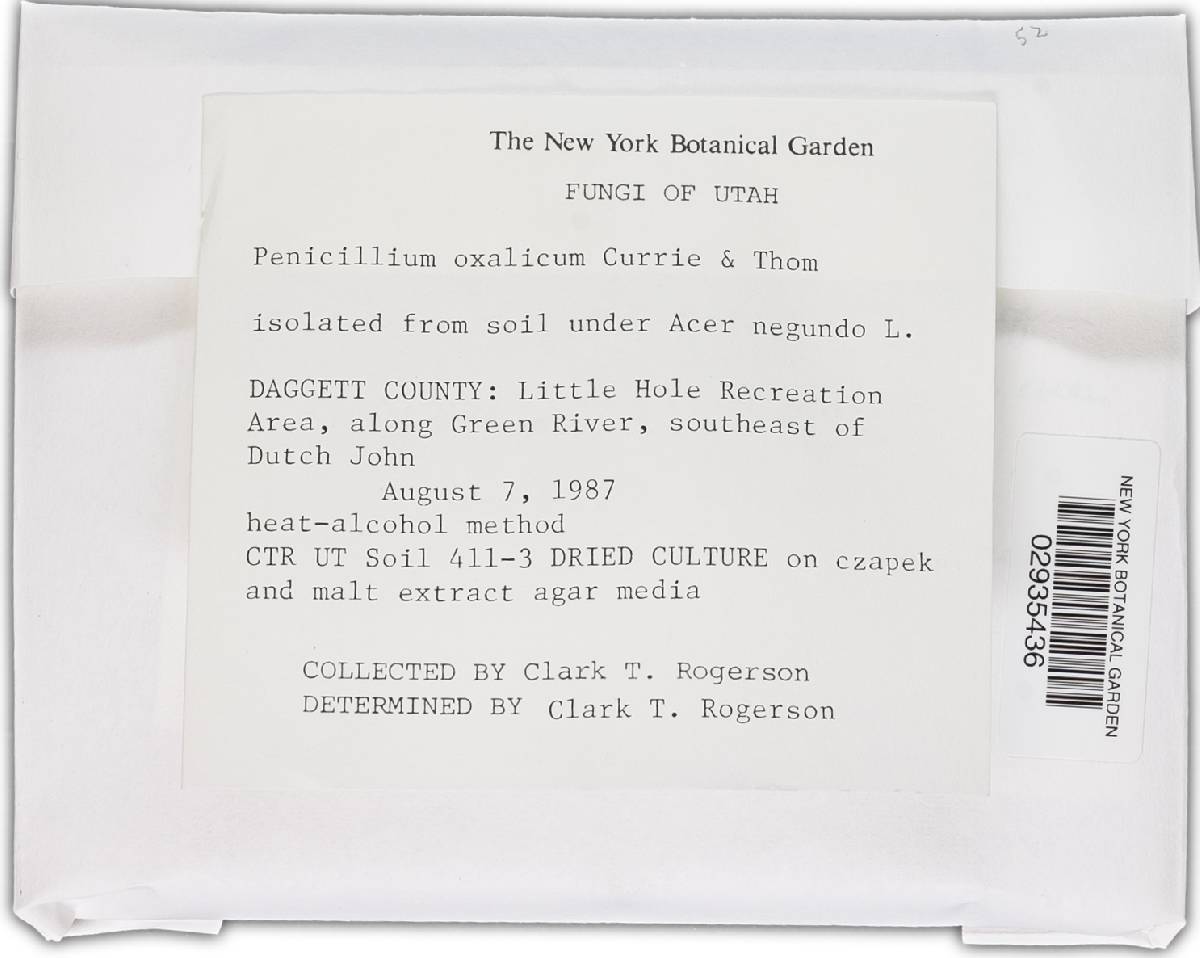 52
The New York Botanical Garden
FUNGI OF UTAH
Penicillium oxalicum Currie & Thom
isolated from soil under Acer negundo L.
DAGGETT COUNTY: Little Hole Recreation
Area, along Green River, southeast of
Dutch John
August 7, 1987
heat-alcohol method
CTR UT Soil 411-3 DRIED CULTURE on czapek
and malt extract agar media
COLLECTED BY Clark T. Rogerson
DETERMINED BY Clark T. Rogerson
NEW YORK BOTANICAL GARDEN
02935436